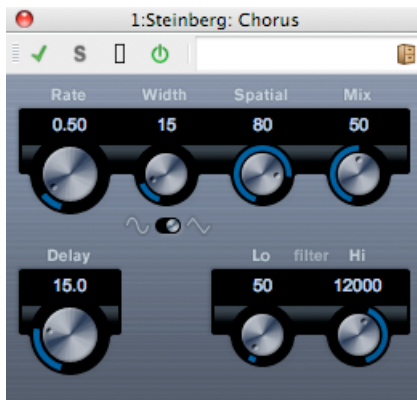 1:Steinberg: Chorus
S
Rate Width Spatial Mix
0.50 15 80 50
Delay Lo filter Hi
15.0 50 12000